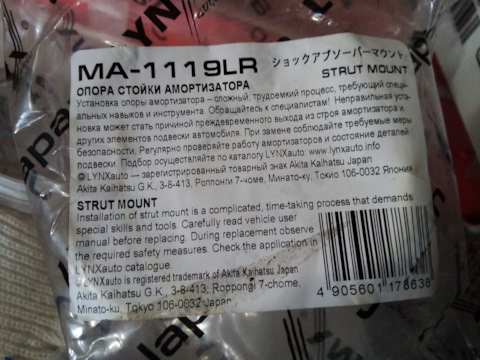 MA-1119LR ショックアブソーバーマウント
ОПОРА СТОЙКИ АМОРТИЗАТОРА STRUT MOUNT
Установка опоры амортизатора – сложный, трудоемкий процесс, требующий специ-
альных навыков и инструмента. Обратитесь к специалистам! Неправильная уста-
новка может стать причиной преждевременного выхода из строя амортизатора и
других элементов подвески автомобиля. При замене соблюдайте требуемые меры
безопасности. Регулярно проверяйте работу амортизаторов и состояние деталей
подвески. Подбор осуществляйте по каталогу LYNXauto: www.lynxauto.info
© LYNXauto — зарегистрированный товарный знак Akita Kaihatsu Japan
Akita Kaihatsu G.K., 3-8-413, Роппонги 7-чоме, Минато-ку, Токио 106-0032 Япония
STRUT MOUNT
Installation of strut mount is a complicated, time-taking process that demands
special skills and tools. Carefully read vehicle user
manual before replacing. During replacement observe
the required safety measures. Check the application in
LYNXauto catalogue.
LYNXauto is registered trademark of Akita Kaihatsu Japan
Akita Kaihatsu G.K., 3-8-413, Roppongi 7-chome,
Minato-ku, Tokyo 106-0032 Japan
4 905601 178638